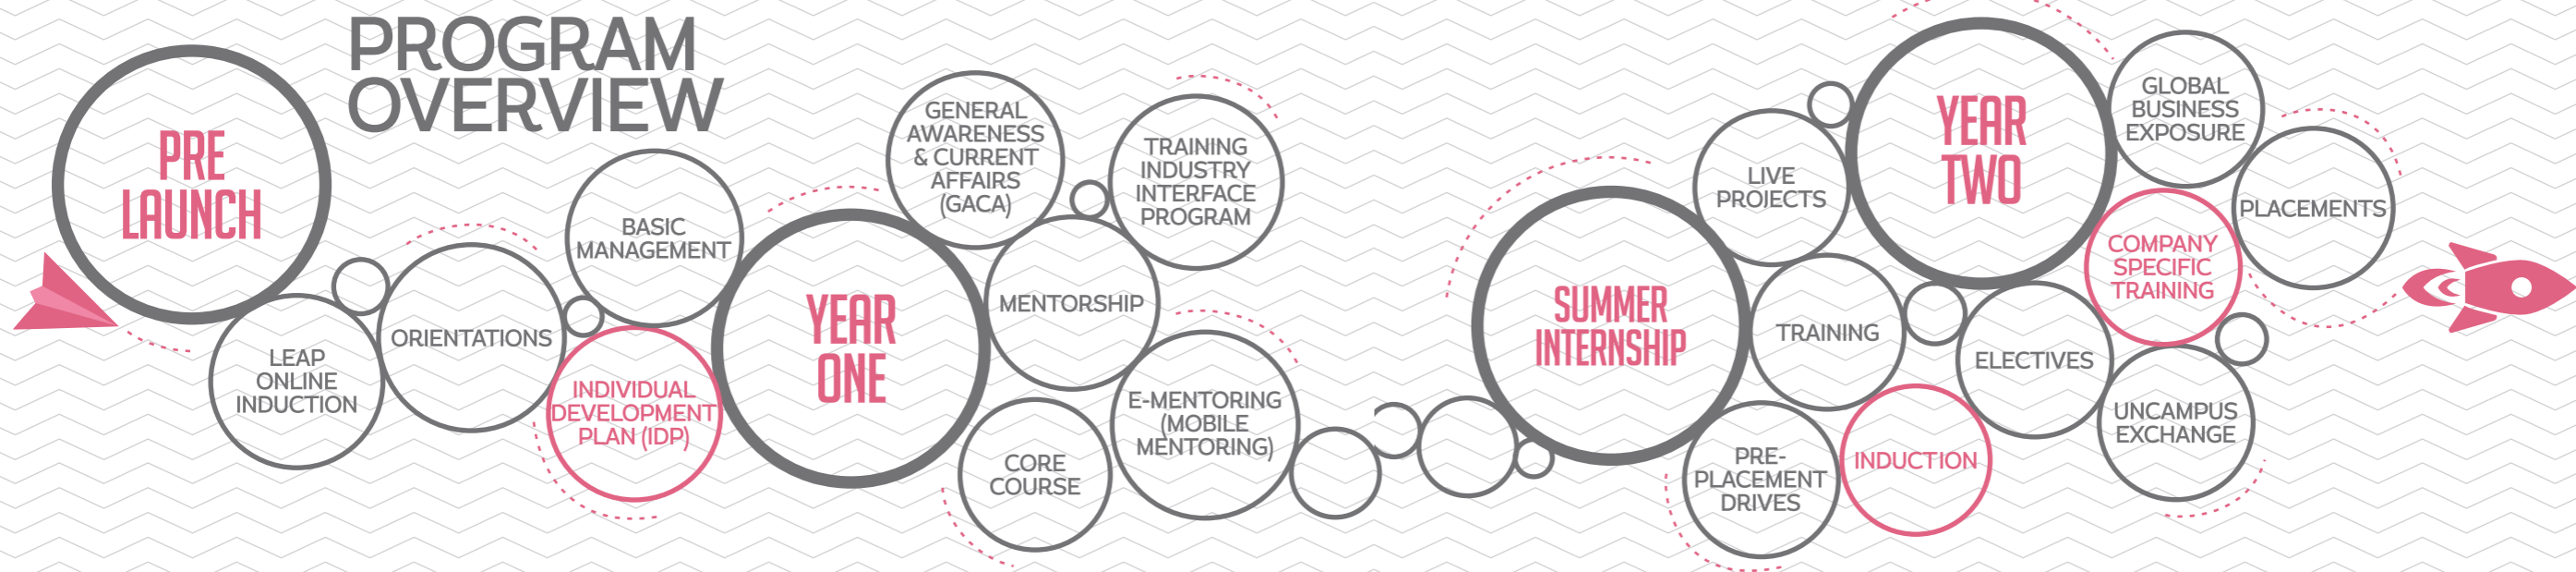 PROGRAM
OVERVIEW
PRE
LAUNCH
LEAP
ONLINE
INDUCTION
ORIENTATIONS
BASIC
MANAGEMENT
INDIVIDUAL
DEVELOPMENT
PLAN (IDP)
YEAR
ONE
GENERAL
AWARENESS
& CURRENT
AFFAIRS
(GACA)
TRAINING
INDUSTRY
INTERFACE
PROGRAM
MENTORSHIP
E-MENTORING
(MOBILE
MENTORING)
CORE
COURSE
SUMMER
INTERNSHIP
LIVE
PROJECTS
TRAINING
PRE-
PLACEMENT
DRIVES
INDUCTION
YEAR
TWO
GLOBAL
BUSINESS
EXPOSURE
PLACEMENTS
COMPANY
SPECIFIC
TRAINING
ELECTIVES
UNCAMPUS
EXCHANGE